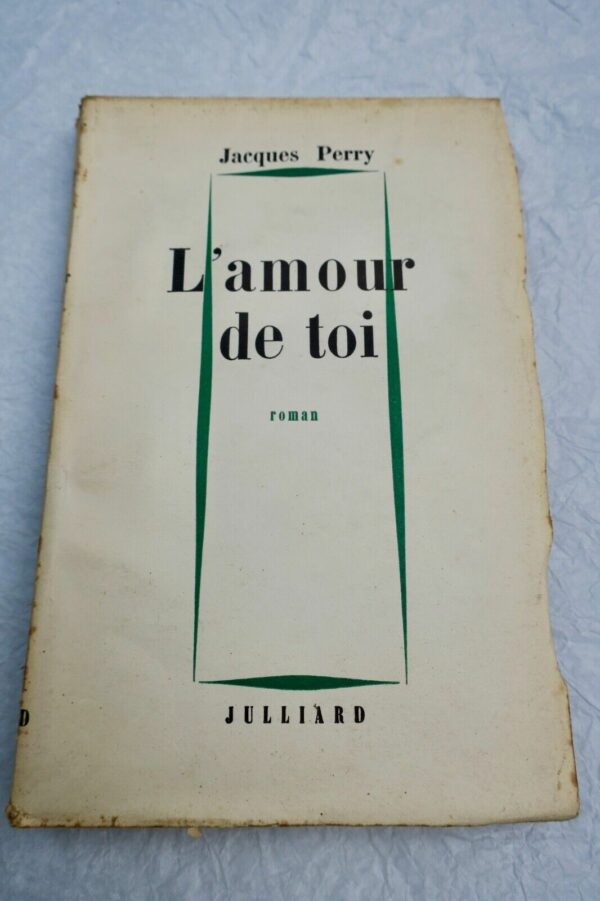 Jacques Perry
L'amour
de toi
roman
JULLIARD
D